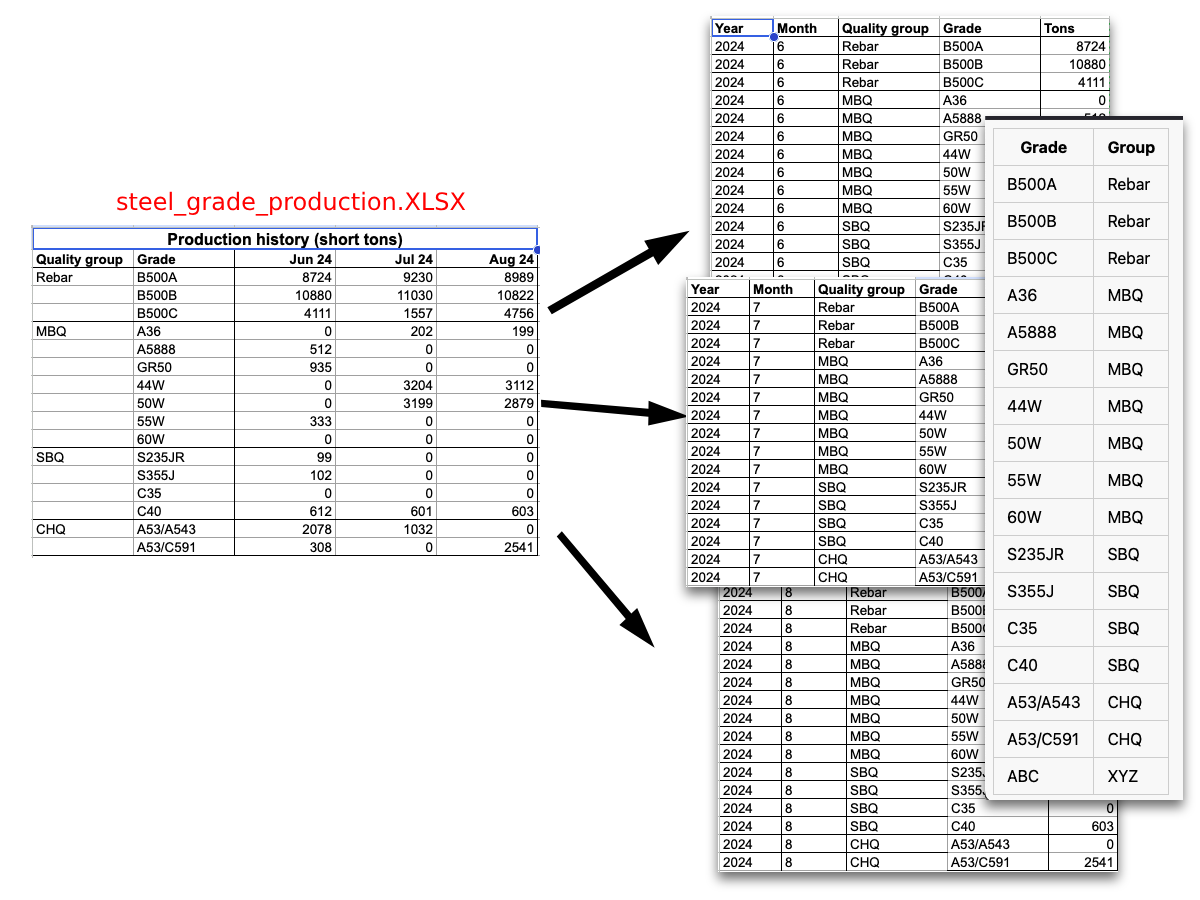 steel_grade_production.XLSX
Production history (short tons)
Quality group Grade Jun 24 Jul 24 Aug 24
Rebar B500A 8724 9230 8989
B500B 10880 11030 10822
B500C 4111 1557 4756
MBQ A36 0 202 199
A5888 512 0 0
GR50 935 0 0
44W 0 3204 3112
50W 0 3199 2879
55W 333 0 0
60W 0 0 0
SBQ S235JR 99 0 0
S355J 102 0 0
C35 0 0 0
C40 612 601 603
CHQ A53/A543 2078 1032 0
A53/C591 308 0 2541
Year Month Quality group Grade Tons
2024 6 Rebar B500A 8724
2024 6 Rebar B500B 10880
2024 6 Rebar B500C 4111
2024 6 MBQ A36 0
2024 6 MBQ A5888
2024 6 MBQ GR50
2024 6 MBQ 44W
2024 6 MBQ 50W
2024 6 MBQ 55W
2024 6 MBQ 60W
2024 6 SBQ S235JR
2024 6 SBQ S355J
2024 6 SBQ C35
Year Month Quality group Grade
2024 7 Rebar B500A
2024 7 Rebar B500B
2024 7 Rebar B500C
2024 7 MBQ A36
2024 7 MBQ A5888
2024 7 MBQ GR50
2024 7 MBQ 44W
2024 7 MBQ 50W
2024 7 MBQ 55W
2024 7 MBQ 60W
2024 7 SBQ S235JR
2024 7 SBQ S355J
2024 7 SBQ C35
2024 7 SBQ C40
2024 7 CHQ A53/A543
2024 7 CHQ A53/C591
2024 8 Rebar B500A
2024 8 Rebar B500
2024 8 Rebar B500
2024 8 MBQ A36
2024 8 MBQ A5888
2024 8 MBQ GR50
2024 8 MBQ 44W
2024 8 MBQ 50W
2024 8 MBQ 55W
2024 8 MBQ 60W
2024 8 SBQ S235
2024 8 SBQ S355
2024 8 SBQ C35 0
2024 8 SBQ C40 603
2024 8 CHQ A53/A543 0
2024 8 CHQ A53/C591 2541
Grade Group
B500A Rebar
B500B Rebar
B500C Rebar
A36 MBQ
A5888 MBQ
GR50 MBQ
44W MBQ
50W MBQ
55W MBQ
60W MBQ
S235JR SBQ
S355J SBQ
C35 SBQ
C40 SBQ
A53/A543 CHQ
A53/C591 CHQ
ABC XYZ